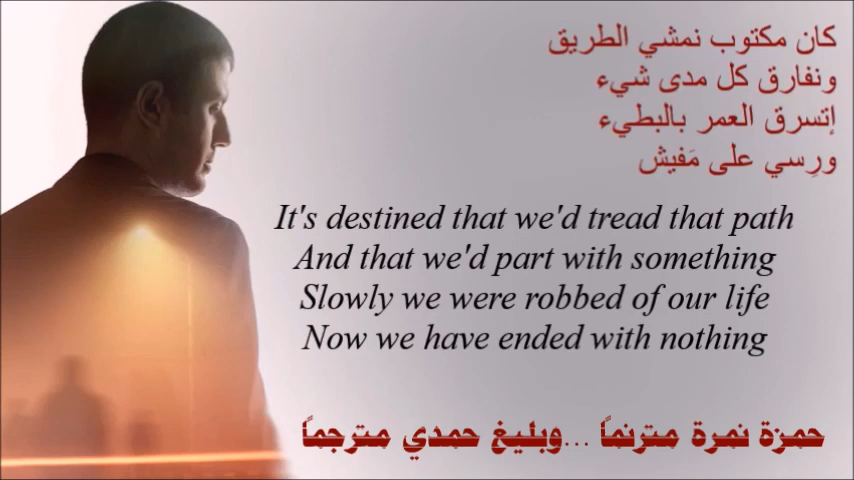 كان مكتوب نمشي الطريق
ونفارق كل مدى شيء
إتسرق العمر بالبطيء
ورِسي على مَفيش
It's destined that we'd tread that path
And that we'd part with something
Slowly we were robbed of our life
Now we have ended with nothing
حمزة نمرة مترنماً ...وبليغ حمدي مترجماً